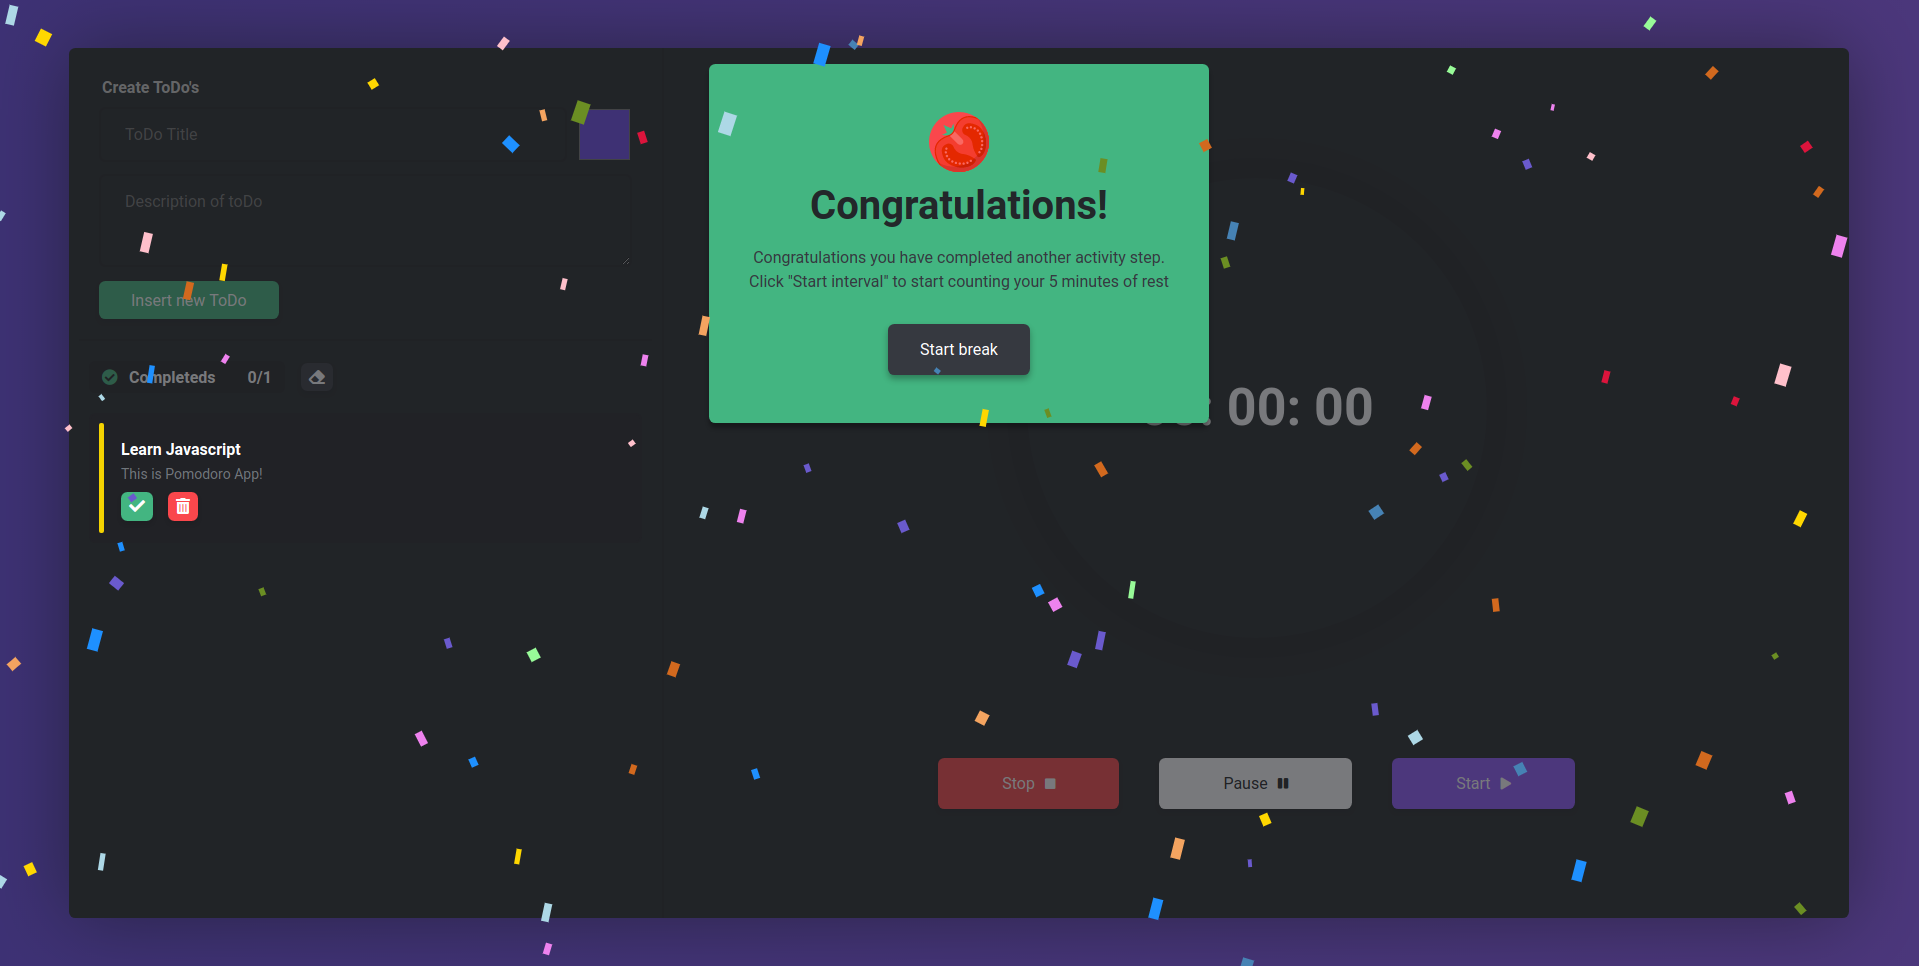 Create ToDo's
ToDo Title
Description of toDo
Insert new ToDo
Completeds 0/1
Learn Javascript
This is Pomodoro App!
Congratulations!
Congratulations you have completed another activity step.
Click "Start interval" to start counting your 5 minutes of rest
Start break
: 00: 00
Stop
Pause
Start